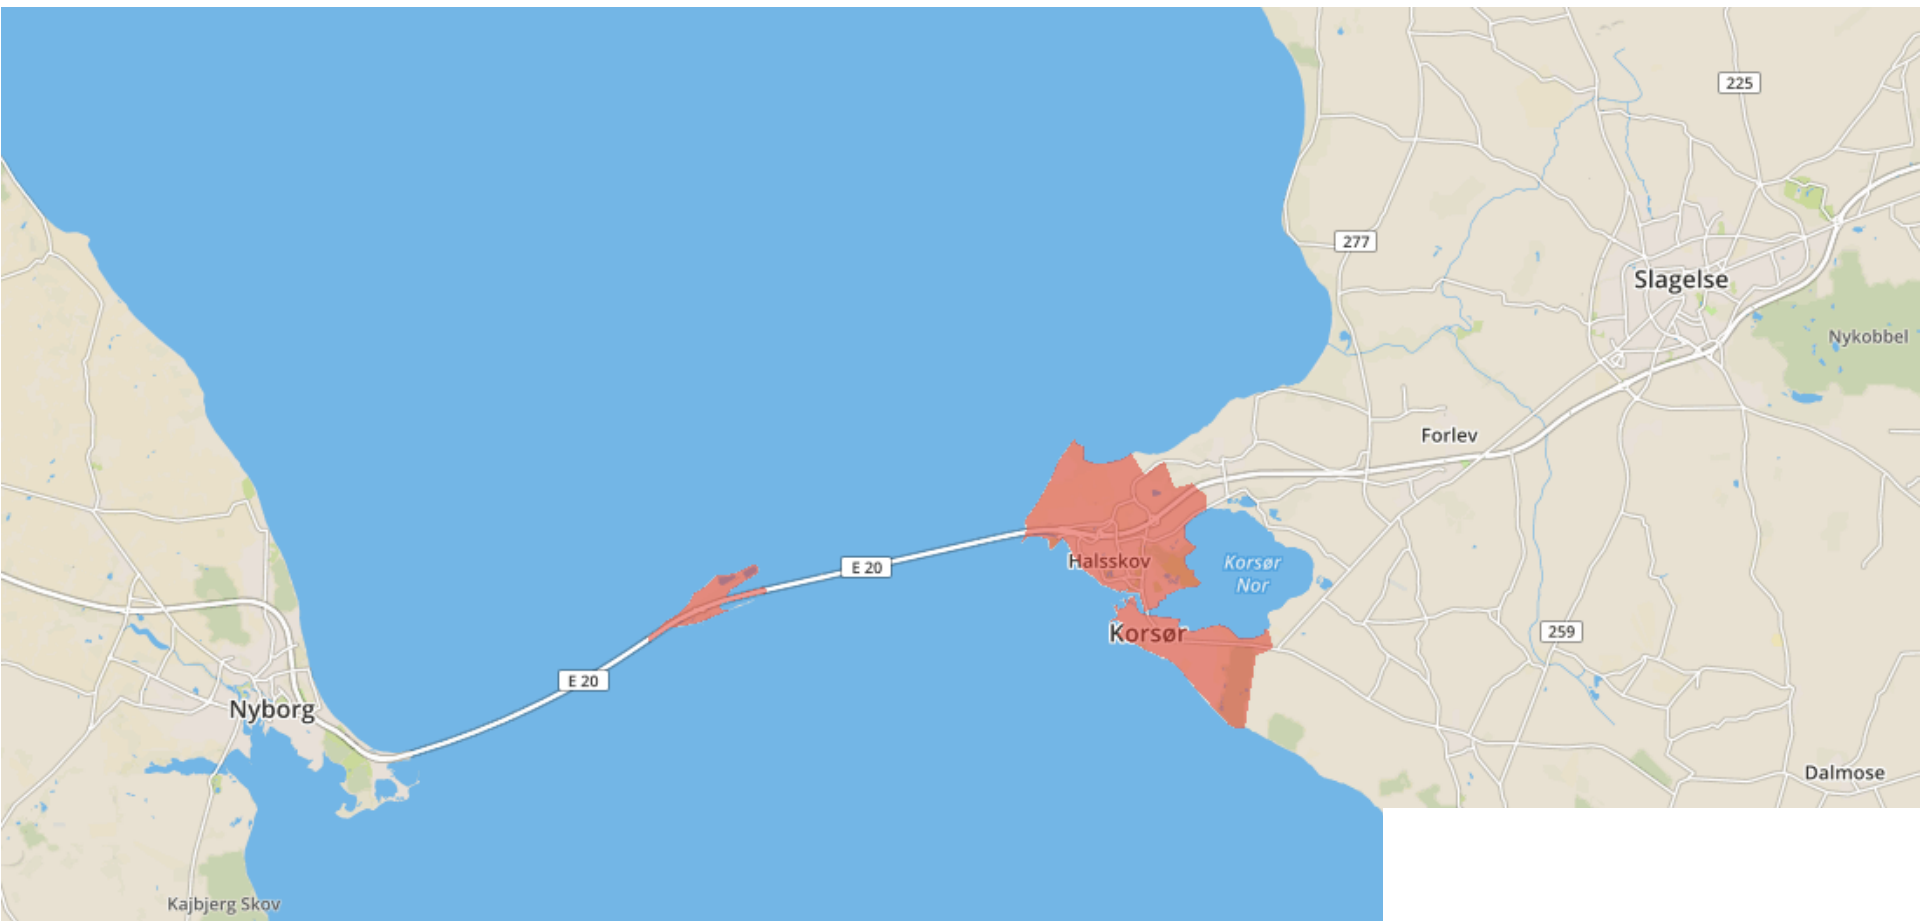 225
277
Slagelse
Nykobbel
Forlev
Halsskov
Korsør
Nor
E 20
Korsør
259
E 20
Nyborg
Dalmose
Kajbjerg Skov